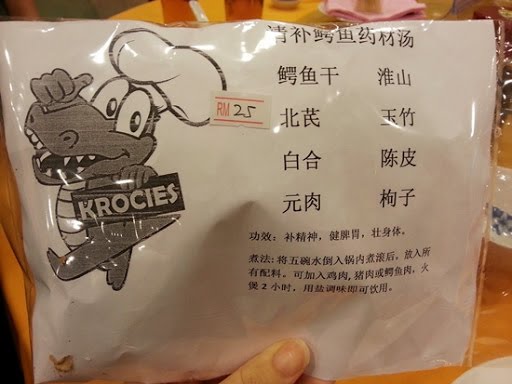 清补鳄鱼药材汤
鳄鱼干 淮山
RM 25
北芪 玉竹
白合 陈皮
KROCIES
元肉 枸子
功效：补精神，健脾胃，壮身体。
煮法: 将五碗水倒入锅内煮滚后，放入所
有配料。可加入鸡肉, 猪肉或鳄鱼肉，火
煲 2 小时，用盐调味即可饮用。